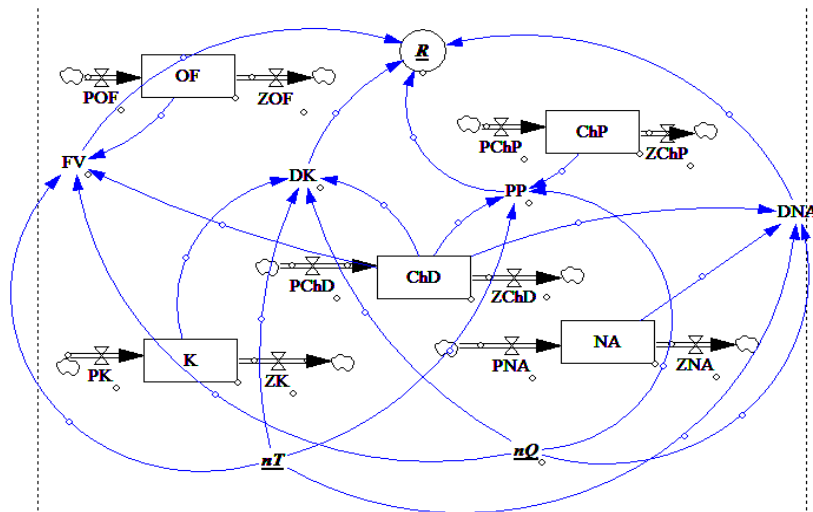 R
OF
POF
ZOF
ChP
PChP
ZChP
FV
DK
PP
DNA
ChD
PChD
ZChD
NA
K
PNA
ZNA
PK
ZK
nT
nQ